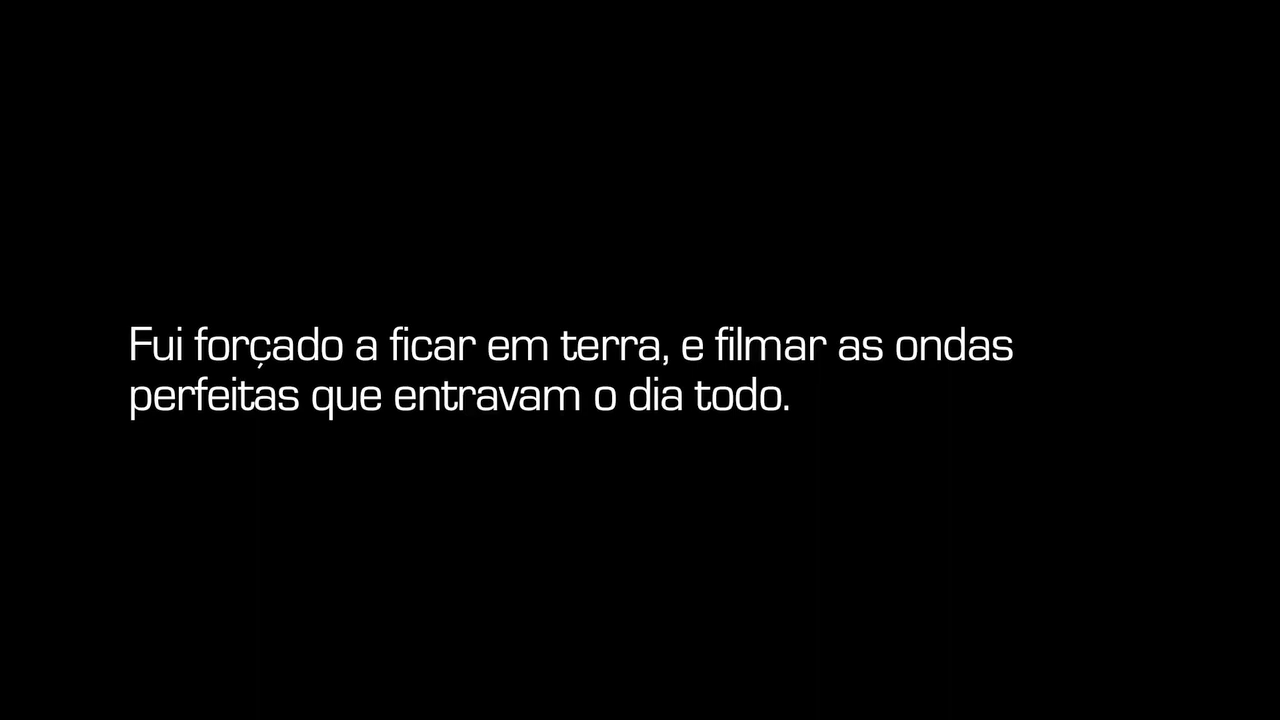 Fui forçado a ficar em terra, e filmar as ondas
perfeitas que entravam o dia todo.